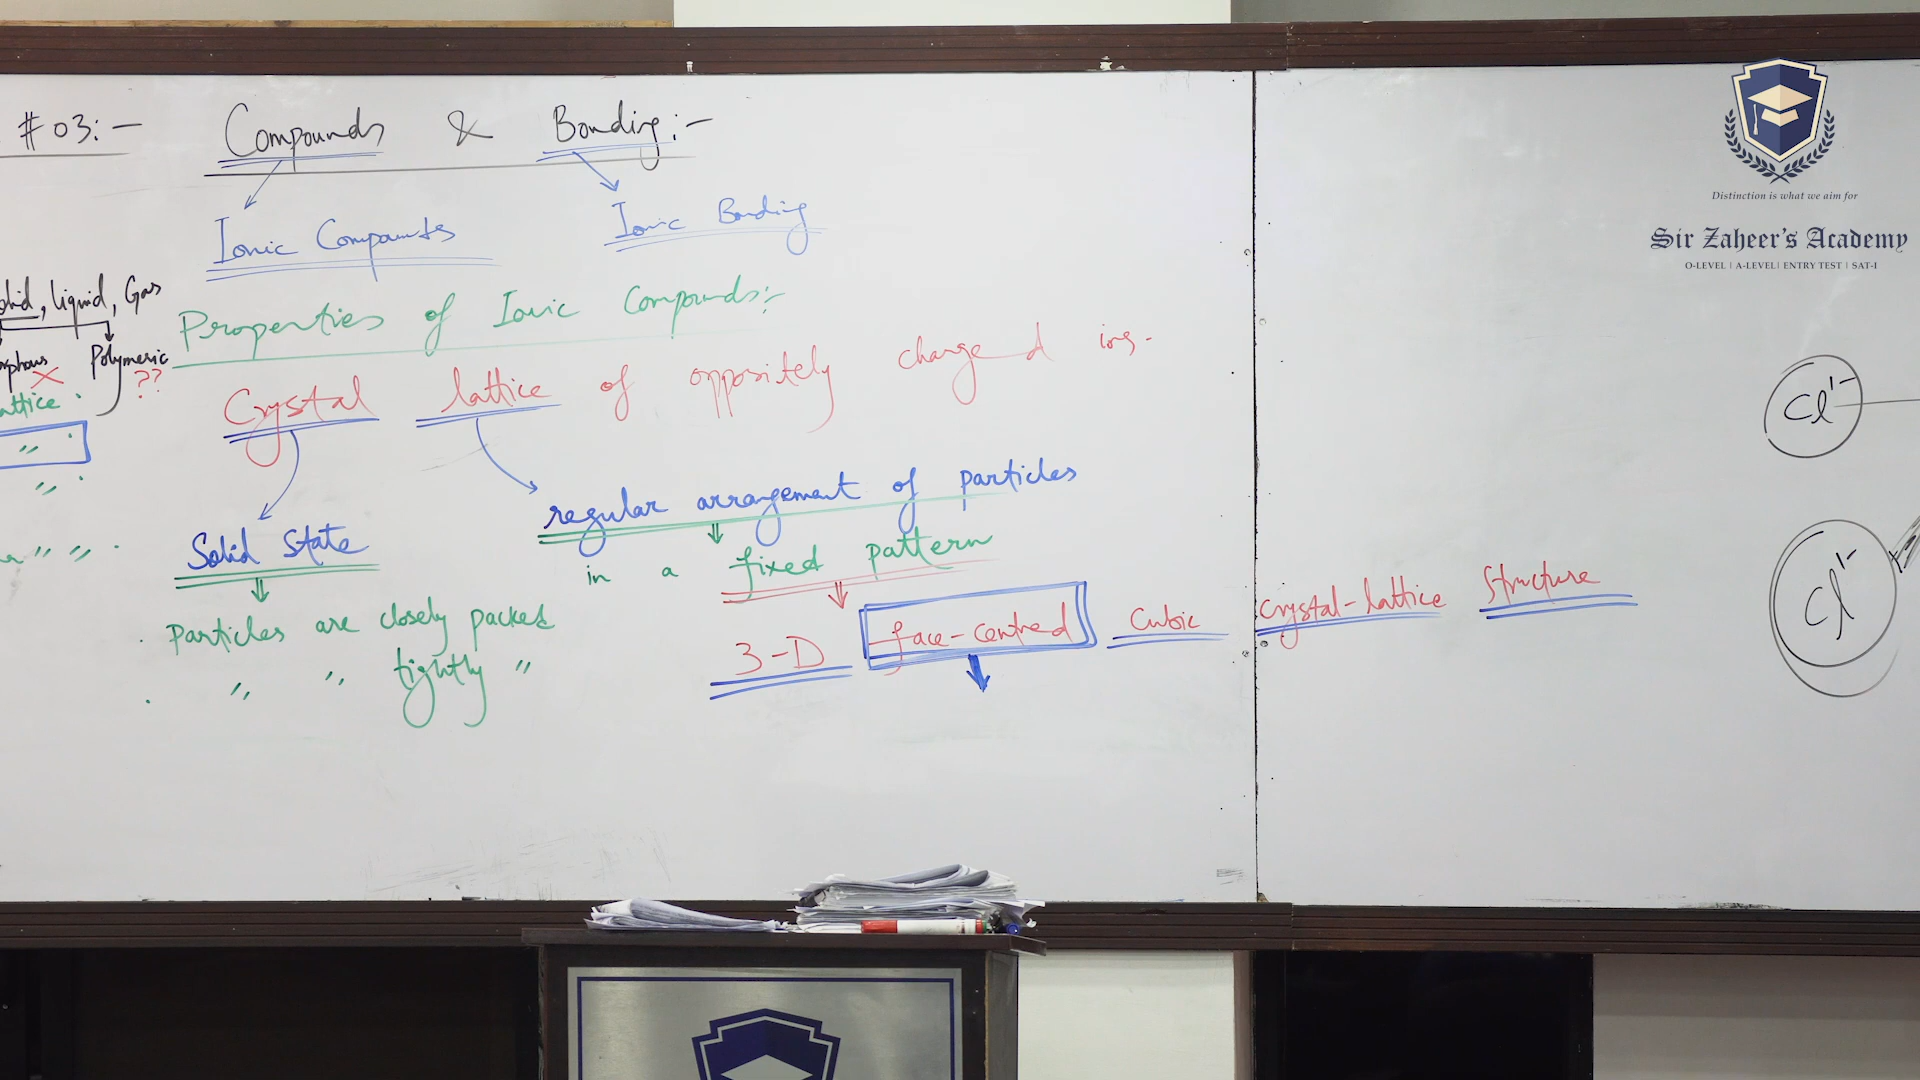 #03:-
Compounds & Bonding:-
Ionic Compounds
Ionic Bonding
Solid, liquid, Gas
Polymeric
??
lattice.
Properties of Ionic Compounds:-
Crystal lattice of oppositely charged ions.
regular arrangement of particles
Solid State
in a fixed pattern
. Particles are closely packed
. " " tightly "
3-D face-centred Cubic Crystal-lattice Structure
Cl1-
Cl1-
Distinction is what we aim for
Sir Zaheer's Academy
O-LEVEL | A-LEVEL | ENTRY TEST | SAT-I